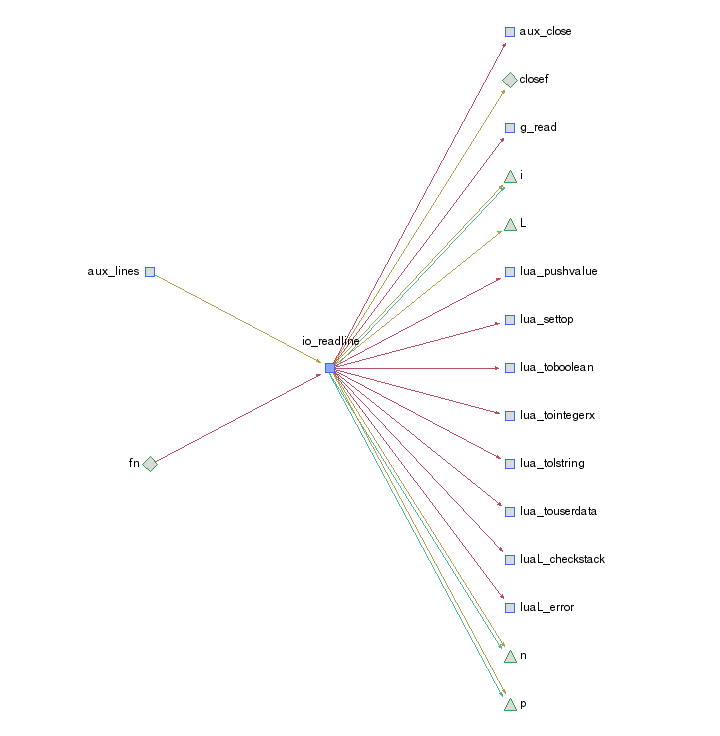 aux_close
closef
g_read
i
L
aux_lines
lua_pushvalue
lua_settop
io_readline
lua_toboolean
lua_tointegerx
fn
lua_tolstring
lua_touserdata
luaL_checkstack
luaL_error
n
p